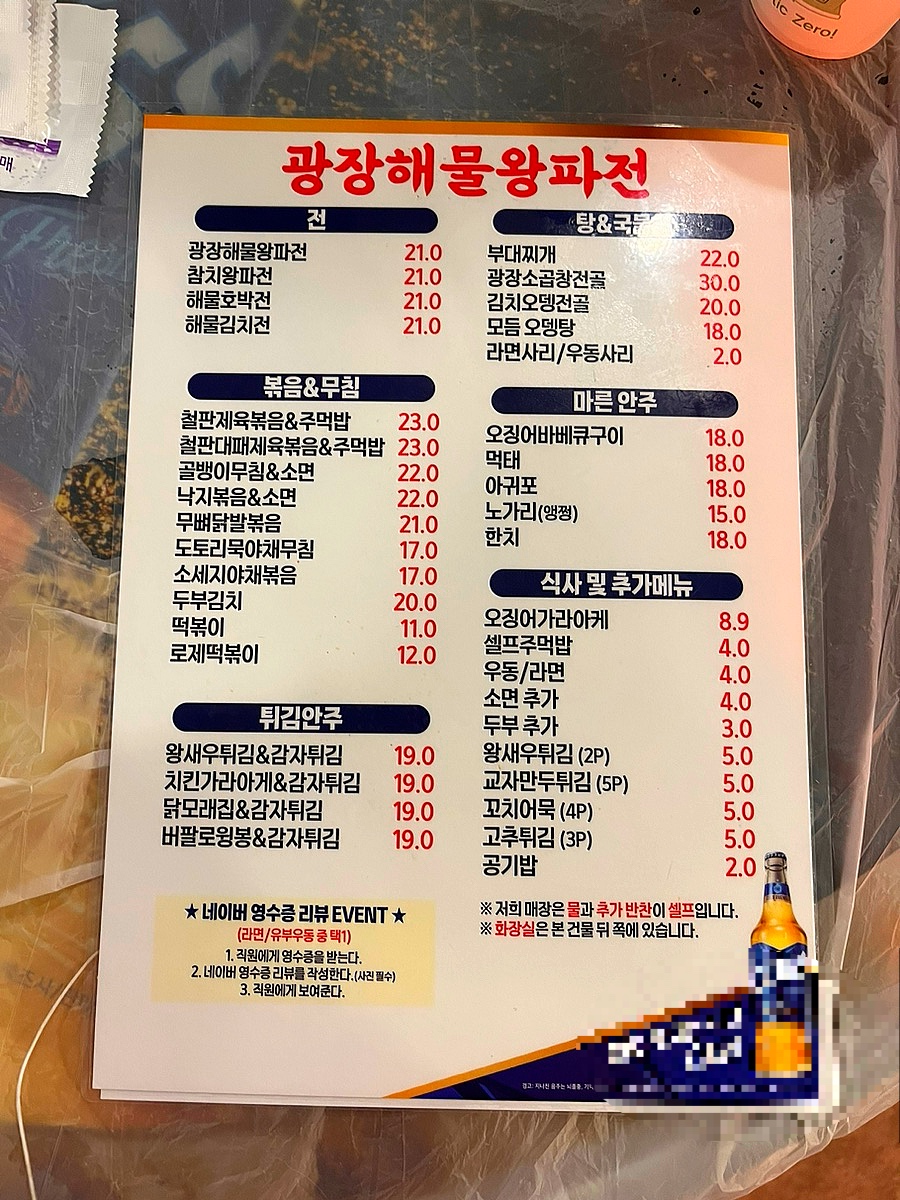 ic Zero!
매
광장해물왕파전
전
광장해물왕파전 21.0
참치왕파전 21.0
해물호박전 21.0
해물김치전 21.0
볶음&무침
철판제육볶음&주먹밥 23.0
철판대패제육볶음&주먹밥 23.0
골뱅이무침&소면 22.0
낙지볶음&소면 22.0
무뼈닭발볶음 21.0
도토리묵야채무침 17.0
소세지야채볶음 17.0
두부김치 20.0
떡볶이 11.0
로제떡볶이 12.0
튀김안주
왕새우튀김&감자튀김 19.0
치킨가라아게&감자튀김 19.0
닭모래집&감자튀김 19.0
버팔로윙봉&감자튀김 19.0
★ 네이버 영수증 리뷰 EVENT ★
(라면/유부우동 중 택1)
1. 직원에게 영수증을 받는다.
2. 네이버 영수증 리뷰를 작성한다.(사진 필수)
3. 직원에게 보여준다.
탕&국물
부대찌개 22.0
광장소곱창전골 30.0
김치오뎅전골 20.0
모듬 오뎅탕 18.0
라면사리/우동사리 2.0
마른 안주
오징어바베큐구이 18.0
먹태 18.0
아귀포 18.0
노가리(앵쩡) 15.0
한치 18.0
식사 및 추가메뉴
오징어가라아케 8.9
셀프주먹밥 4.0
우동/라면 4.0
소면 추가 4.0
두부 추가 3.0
왕새우튀김 (2P) 5.0
교자만두튀김 (5P) 5.0
꼬치어묵 (4P) 5.0
고추튀김 (3P) 5.0
공기밥 2.0
※ 저희 매장은 물과 추가 반찬이 셀프입니다.
※ 화장실은 본 건물 뒤 쪽에 있습니다.
경고: 지나친 음주는 뇌졸중,